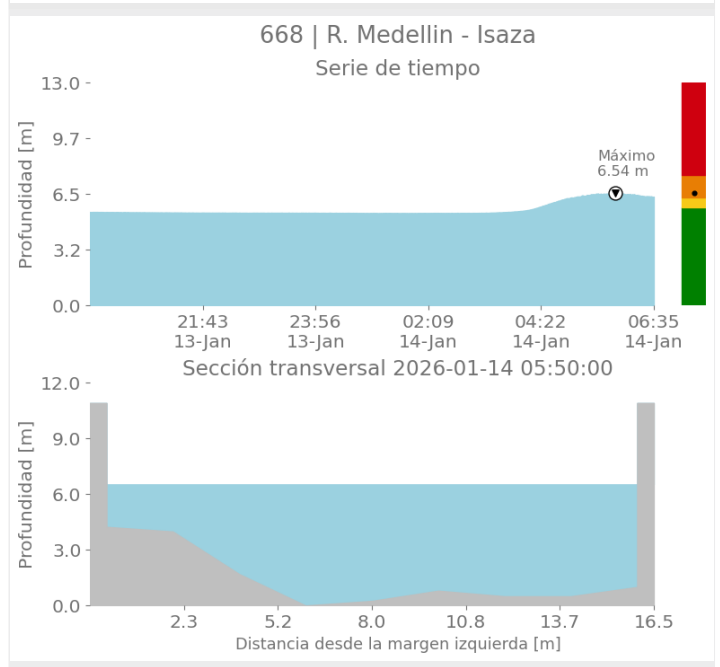 668 | R. Medellin - Isaza
Serie de tiempo
13.0
9.7
6.5
3.2
0.0
Profundidad [m]
Máximo
6.54 m
21:43 23:56 02:09 04:22 06:35
13-Jan 13-Jan 14-Jan 14-Jan 14-Jan
Sección transversal 2026-01-14 05:50:00
12.0
9.0
6.0
3.0
0.0
Profundidad [m]
2.3 5.2 8.0 10.8 13.7 16.5
Distancia desde la margen izquierda [m]